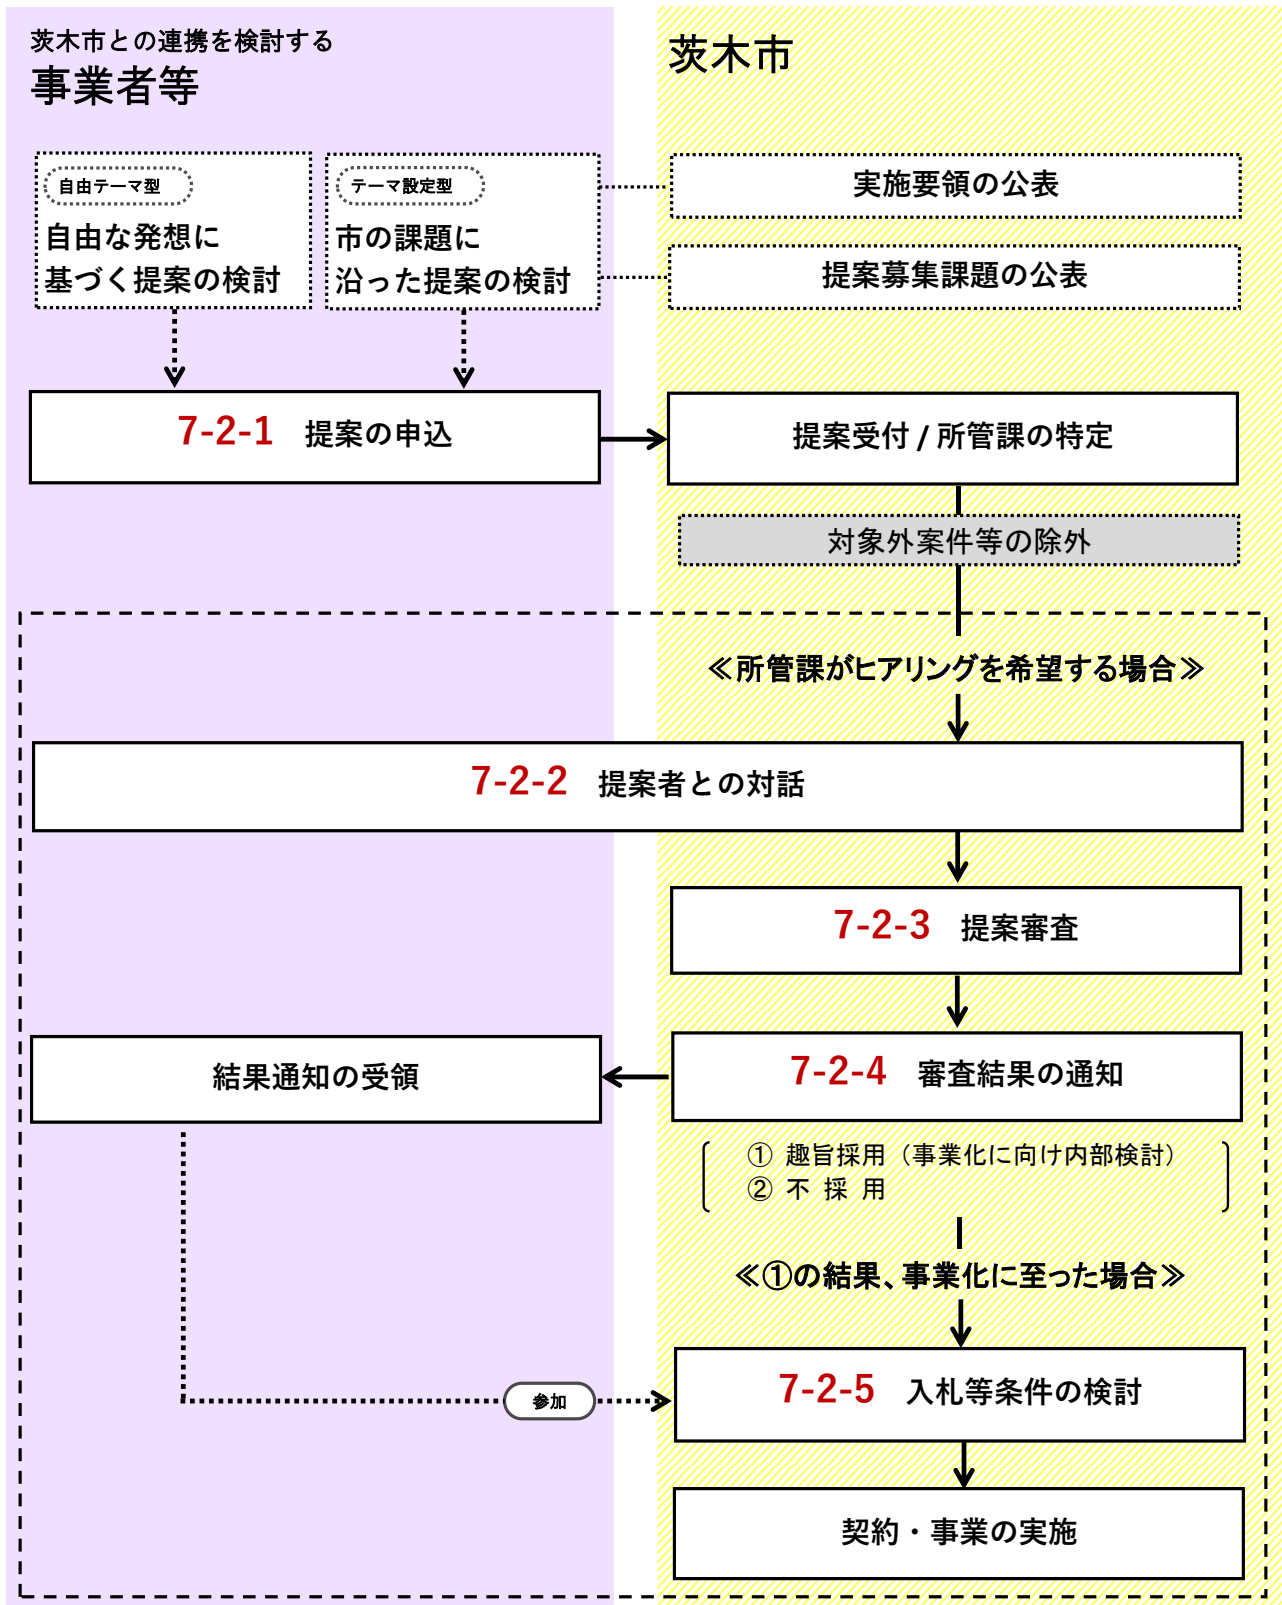 茨木市との連携を検討する
事業者等
茨木市
自由テーマ型
自由な発想に
基づく提案の検討
テーマ設定型
市の課題に
沿った提案の検討
実施要領の公表
提案募集課題の公表
7-2-1 提案の申込
提案受付 / 所管課の特定
対象外案件等の除外
≪所管課がヒアリングを希望する場合≫
7-2-2 提案者との対話
7-2-3 提案審査
7-2-4 審査結果の通知
結果通知の受領
① 趣旨採用（事業化に向け内部検討）
② 不 採 用
≪①の結果、事業化に至った場合≫
参加
7-2-5 入札等条件の検討
契約・事業の実施